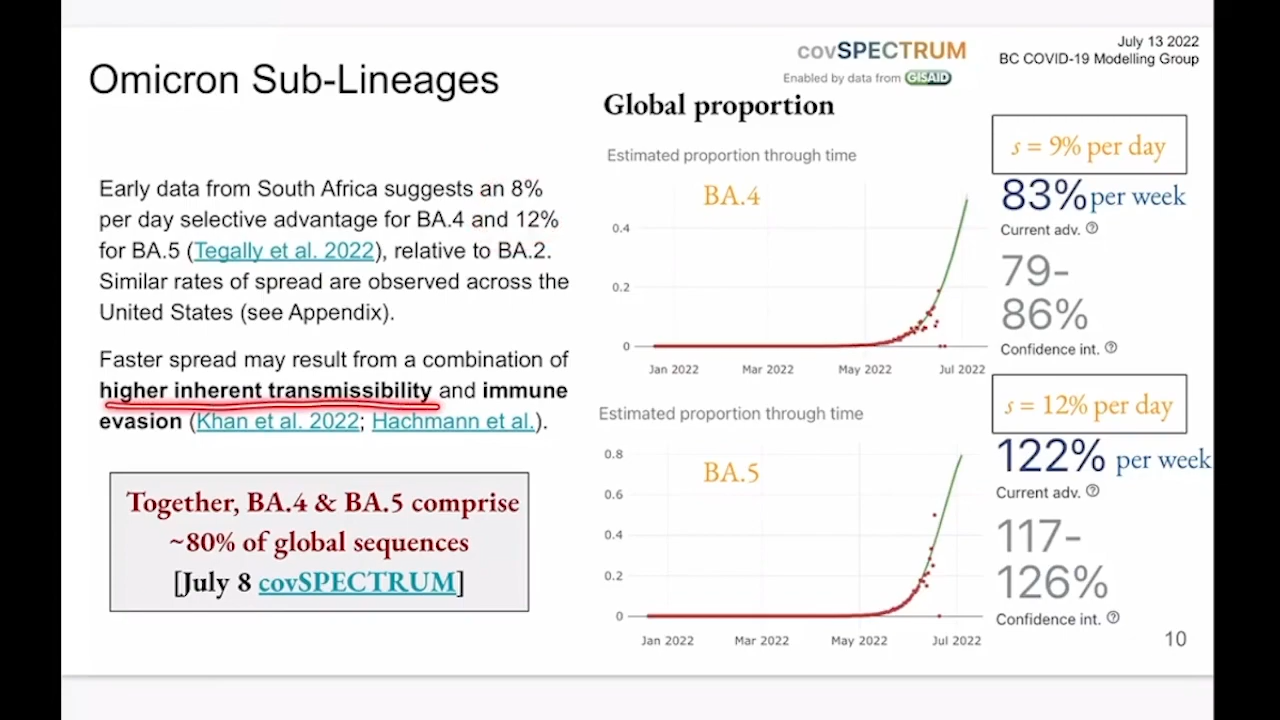 Omicron Sub-Lineages
covSPECTRUM
Enabled by data from GISAID
July 13 2022
BC COVID-19 Modelling Group
Early data from South Africa suggests an 8%
per day selective advantage for BA.4 and 12%
for BA.5 (Tegally et al. 2022), relative to BA.2.
Similar rates of spread are observed across the
United States (see Appendix).
Faster spread may result from a combination of
higher inherent transmissibility and immune
evasion (Khan et al. 2022; Hachmann et al.).
Together, BA.4 & BA.5 comprise
~80% of global sequences
[July 8 covSPECTRUM]
Global proportion
Estimated proportion through time
BA.4
0.4
0.2
0
Jan 2022 Mar 2022 May 2022 Jul 2022
s = 9% per day
83% per week
Current adv. ?
79-
86%
Confidence int. ?
Estimated proportion through time
BA.5
0.8
0.6
0.4
0.2
0
Jan 2022 Mar 2022 May 2022 Jul 2022
s = 12% per day
122% per week
Current adv. ?
117-
126%
Confidence int. ?
10